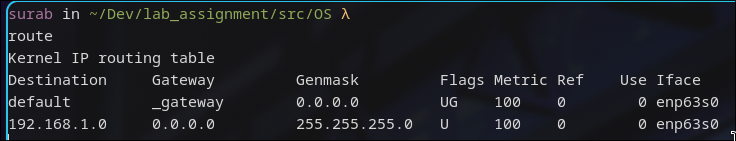 surab in ~/Dev/lab_assignment/src/OS λ
route
Kernel IP routing table
Destination     Gateway         Genmask         Flags Metric Ref    Use Iface
default         _gateway        0.0.0.0         UG    100    0        0 enp63s0
192.168.1.0     0.0.0.0         255.255.255.0   U     100    0        0 enp63s0